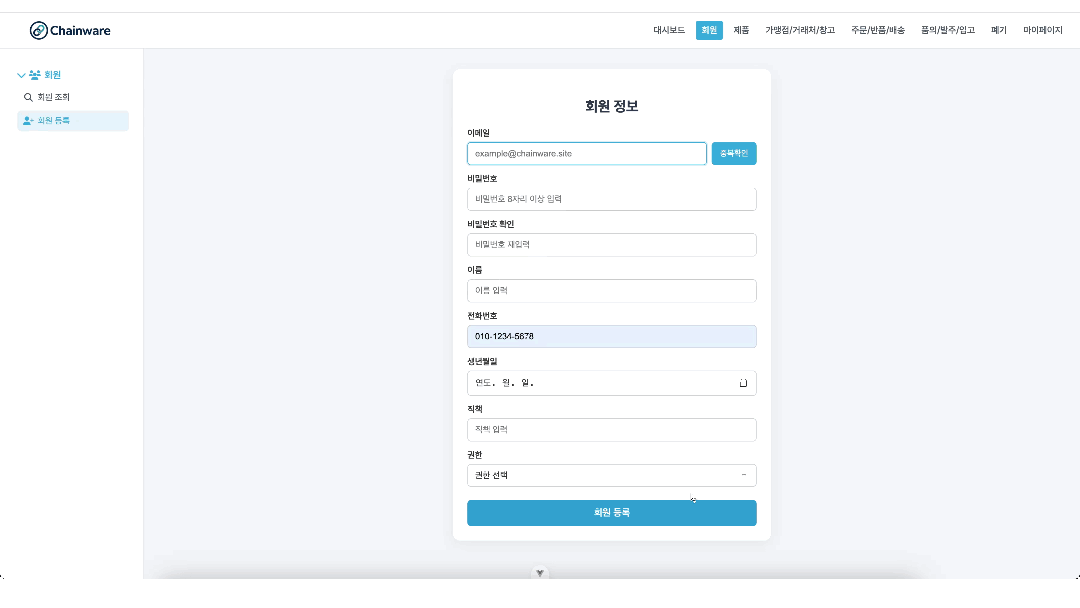 Chainware
대시보드 회원 제품 가맹점/거래처/창고 주문/반품/배송 품의/발주/입고 폐기 마이페이지
회원
회원 조회
회원 등록
회원 정보
이메일
example@chainware.site 중복확인
비밀번호
비밀번호 8자리 이상 입력
비밀번호 확인
비밀번호 재입력
이름
이름 입력
전화번호
010-1234-5678
생년월일
연도. 월. 일.
직책
직책 입력
권한
권한 선택
회원 등록